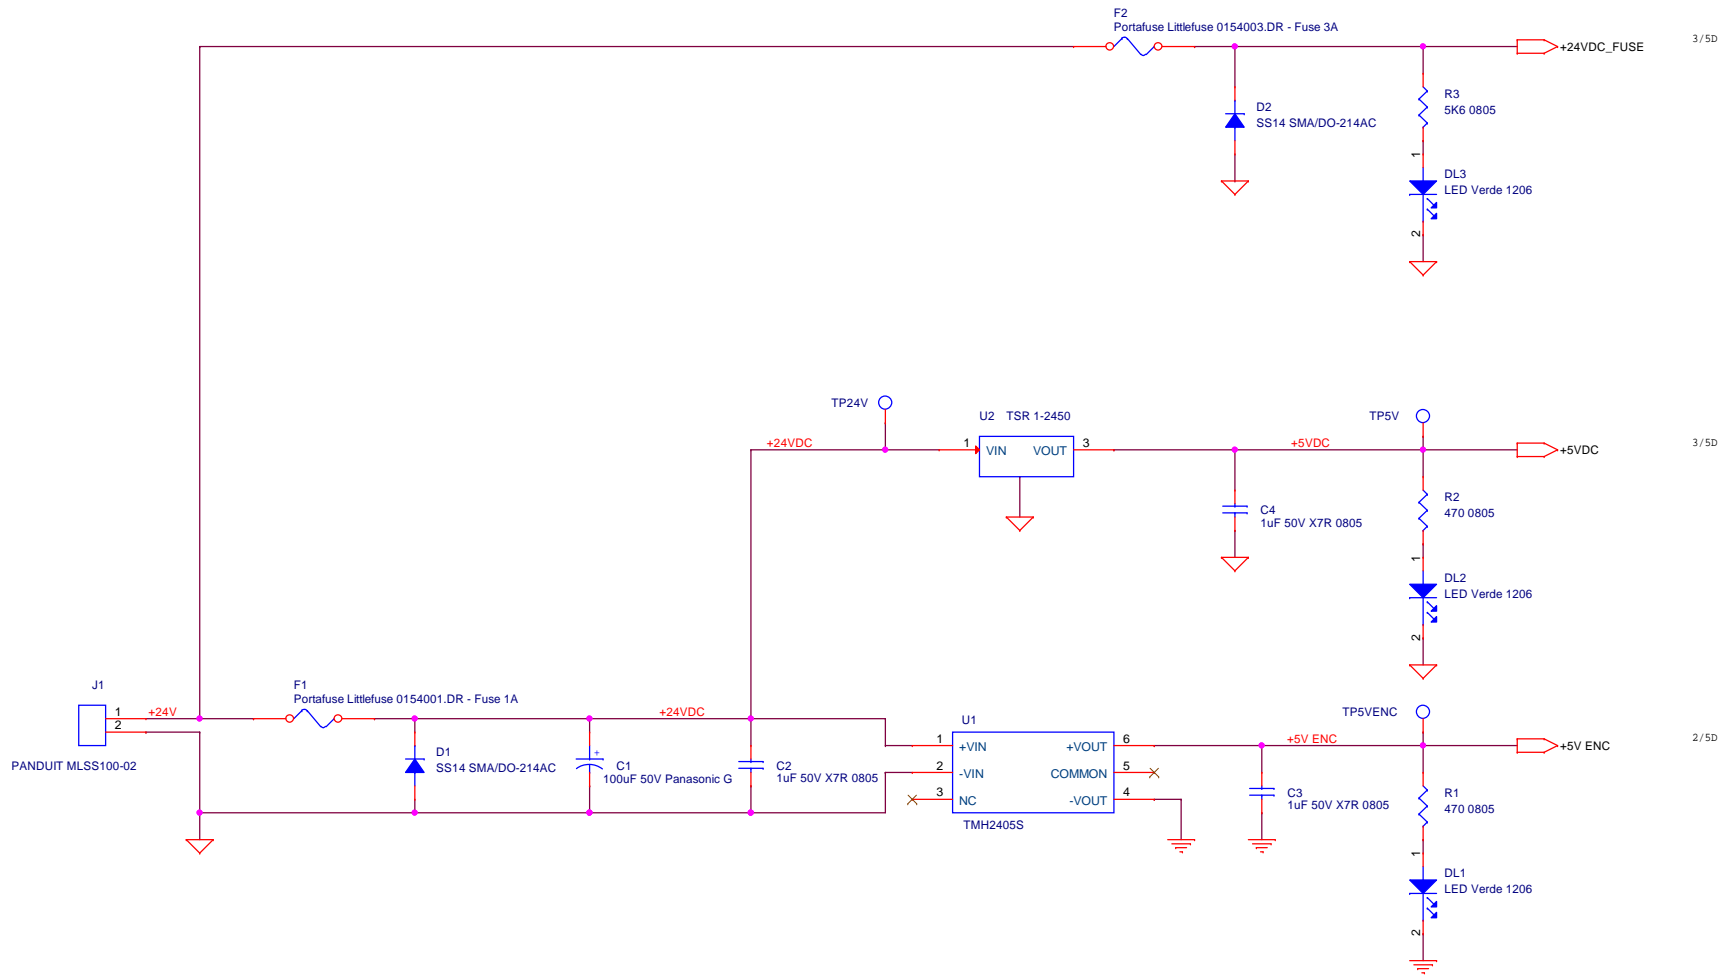 F2
Portafuse Littlefuse 0154003.DR - Fuse 3A
+24VDC_FUSE
3/5D
D2
SS14 SMA/DO-214AC
R3
5K6 0805
1
DL3
LED Verde 1206
2
TP24V
U2 TSR 1-2450
TP5V
+24VDC
1
VIN
VOUT
3
+5VDC
+5VDC
3/5D
C4
1uF 50V X7R 0805
R2
470 0805
1
DL2
LED Verde 1206
2
J1
F1
Portafuse Littlefuse 0154001.DR - Fuse 1A
1
+24V
2
+24VDC
PANDUIT MLSS100-02
D1
SS14 SMA/DO-214AC
+
C1
100uF 50V Panasonic G
C2
1uF 50V X7R 0805
U1
1
+VIN
+VOUT
6
2
-VIN
COMMON
5
3
NC
-VOUT
4
TMH2405S
TP5VENC
+5V ENC
+5V ENC
2/5D
C3
1uF 50V X7R 0805
R1
470 0805
1
DL1
LED Verde 1206
2